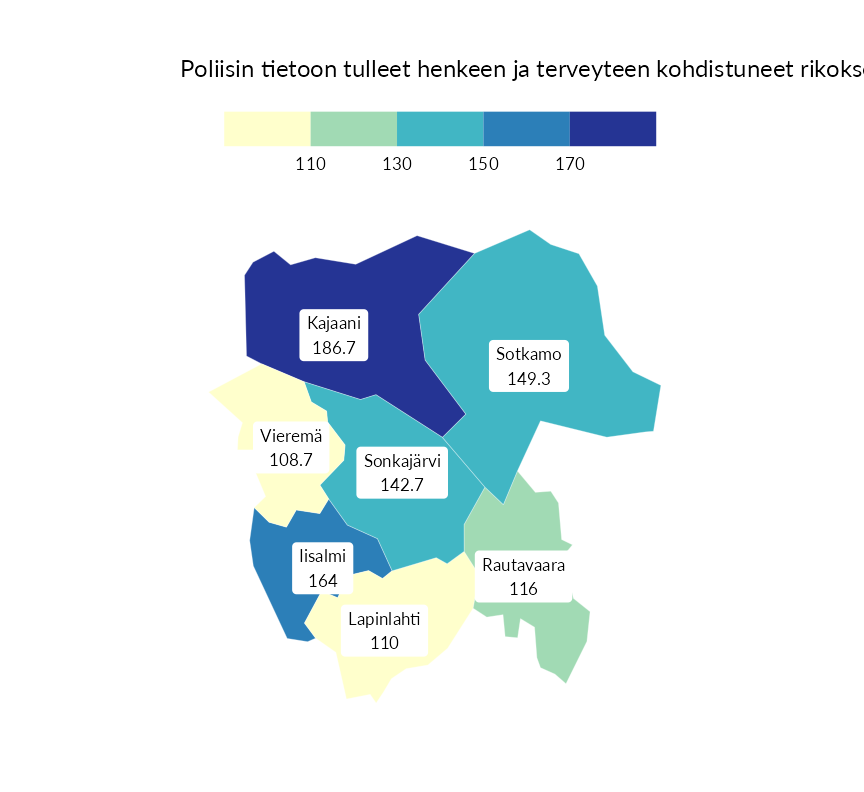 Poliisin tietoon tulleet henkeen ja terveyteen kohdistuneet
110 130 150 170
Kajaani
186.7
Sotkamo
149.3
Vieremä
108.7
Sonkajärvi
142.7
Iisalmi
164
Rautavaara
116
Lapinlahti
110